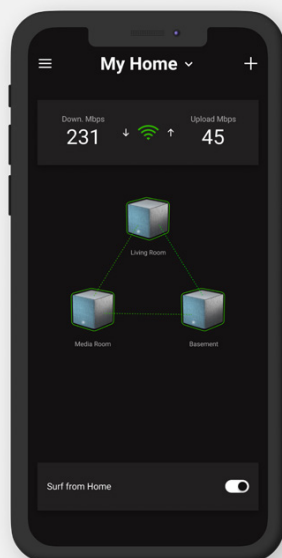 My Home
Down. Mbps
231
Upload Mbps
45
Living Room
Media Room
Basement
Surf from Home